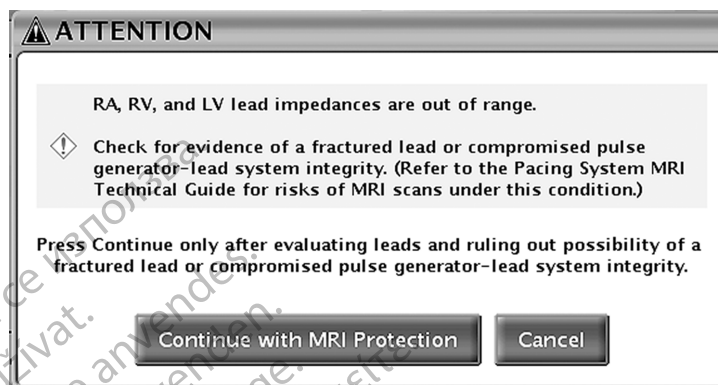 ATTENTION
RA, RV, and LV lead impedances are out of range.
Check for evidence of a fractured lead or compromised pulse
generator-lead system integrity. (Refer to the Pacing System MRI
Technical Guide for risks of MRI scans under this condition.)
Press Continue only after evaluating leads and ruling out possibility of a
fractured lead or compromised pulse generator-lead system integrity.
Continue with MRI Protection
Cancel
се използва
anvendes.